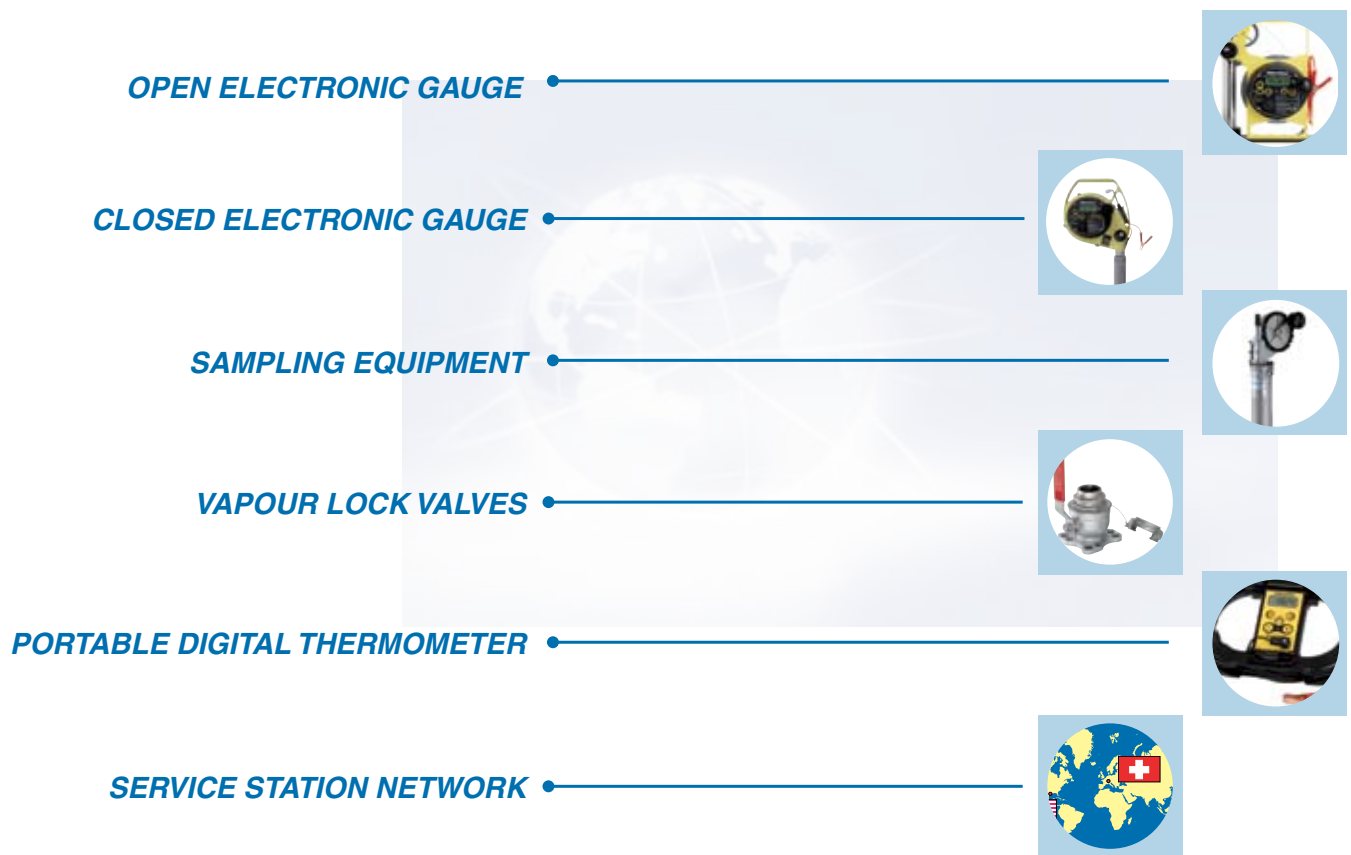 OPEN ELECTRONIC GAUGE
CLOSED ELECTRONIC GAUGE
SAMPLING EQUIPMENT
VAPOUR LOCK VALVES
PORTABLE DIGITAL THERMOMETER
SERVICE STATION NETWORK